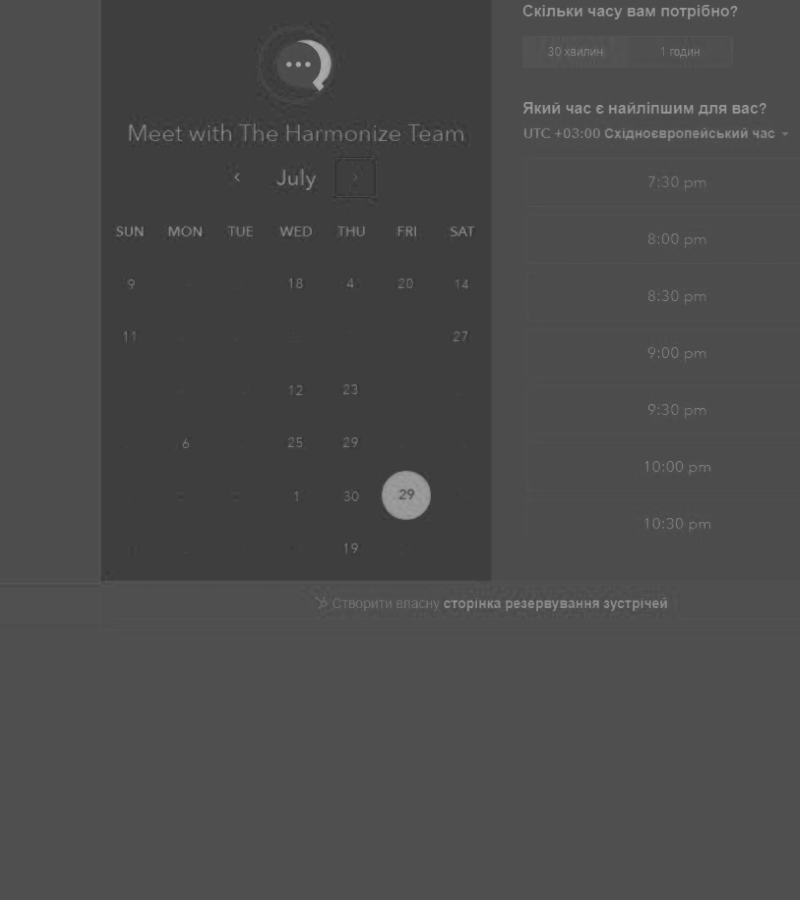 Meet with The Harmonize Team
July
SUN MON TUE WED THU FRI SAT
9 18 4 20 14
11 27
12 23
6 25 29
1 30 29
19
Скільки часу вам потрібно?
30 хвилин 1 годин
Який час є найліпшим для вас?
UTC +03:00 Східноєвропейський час
7:30 pm
8:00 pm
8:30 pm
9:00 pm
9:30 pm
10:00 pm
10:30 pm
Створити власну сторінка резервування зустрічей